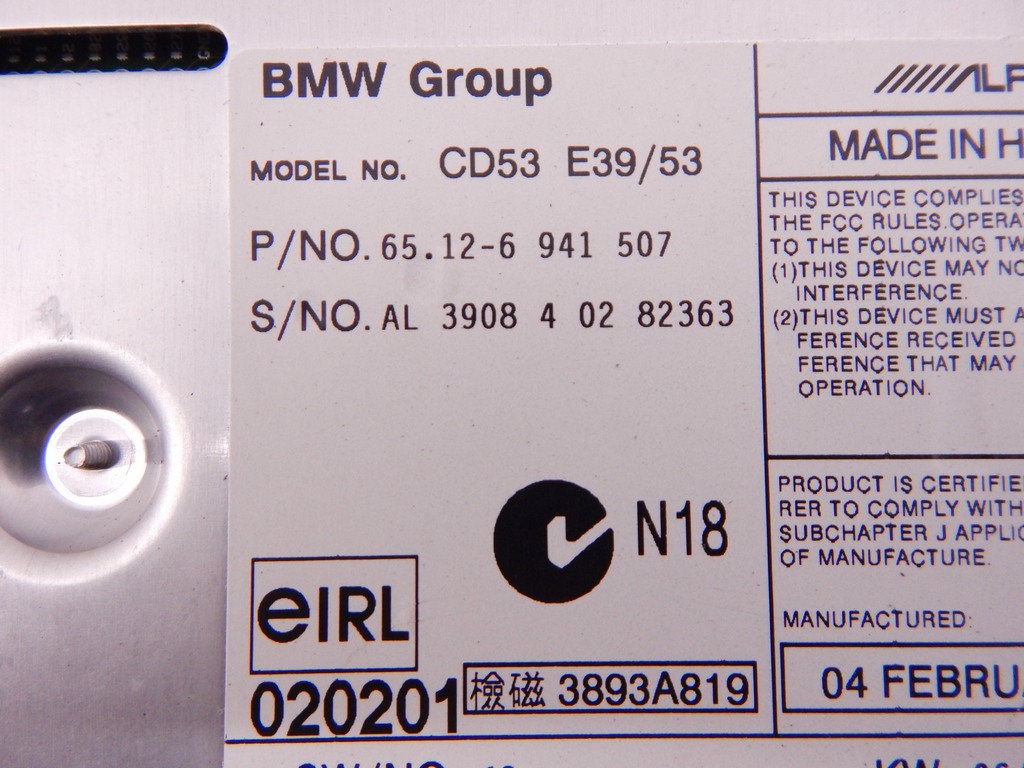 BMW Group
MODEL NO. CD53 E39/53
P/NO. 65.12-6 941 507
S/NO. AL 3908 4 02 82363
N18
eIRL
020201
檢磁 3893A819
MADE IN H
THIS DEVICE COMPLIES
THE FCC RULES.OPERA
TO THE FOLLOWING TW
(1)THIS DEVICE MAY NO
INTERFERENCE.
(2)THIS DEVICE MUST A
FERENCE RECEIVED
FERENCE THAT MAY
OPERATION.
PRODUCT IS CERTIFIE
RER TO COMPLY WITH
SUBCHAPTER J APPLIC
OF MANUFACTURE.
MANUFACTURED:
04 FEBRU